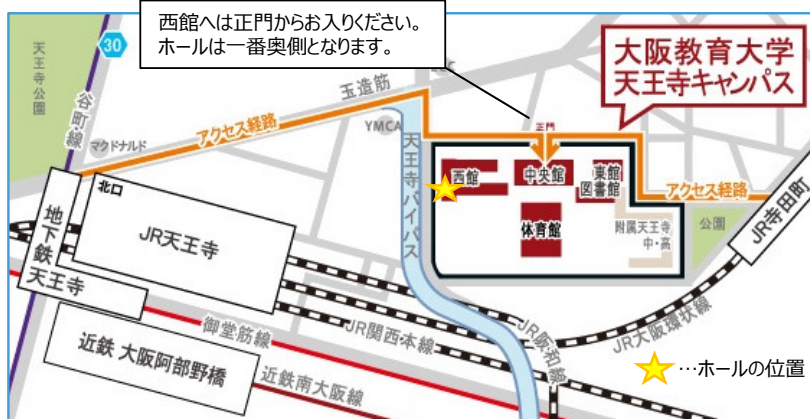 西館へは正門からお入りください。
ホールは一番奥側となります。
大阪教育大学
天王寺キャンパス
天王寺公園
30
谷町線
玉造筋
YMCA
マクドナルド
アクセス経路
正門
西館
中央館
東館
図書館
体育館
附属天王寺
中・高
アクセス経路
公園
JR寺田町
天王寺バイパス
北口
JR天王寺
地下鉄
天王寺
御堂筋線
JR関西本線
JR阪和線
JR大阪環状線
近鉄 大阪阿部野橋
近鉄南大阪線
…ホールの位置